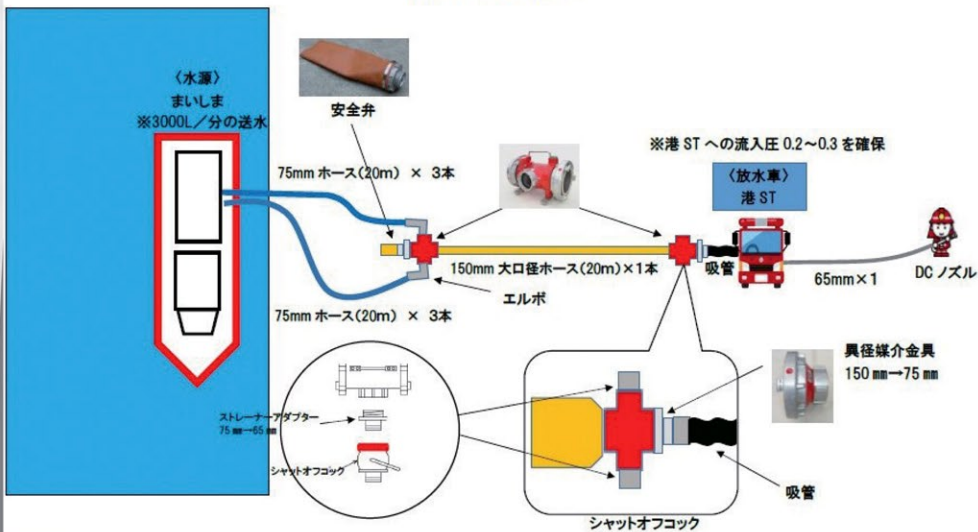 〈水源〉
まいしま
※3000L/分の送水
安全弁
75mm ホース(20m) × 3本
75mm ホース(20m) × 3本
エルボ
150mm 大口径ホース(20m)×1本
※港 ST への流入圧 0.2~0.3 を確保
〈放水車〉
港 ST
吸管
65mm×1
DC ノズル
ストレーナーアダプター
75 ㎜→65 ㎜
シャットオフコック
異径媒介金具
150 ㎜→75 ㎜
吸管
シャットオフコック